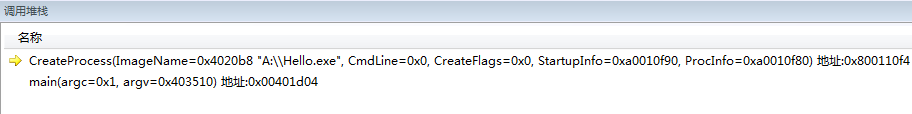 调用堆栈
名称
CreateProcess(ImageName=0x4020b8 "A:\\Hello.exe", CmdLine=0x0, CreateFlags=0x0, StartupInfo=0xa0010f90, ProcInfo=0xa0010f80) 地址:0x800110f4
main(argc=0x1, argv=0x403510) 地址:0x00401d04